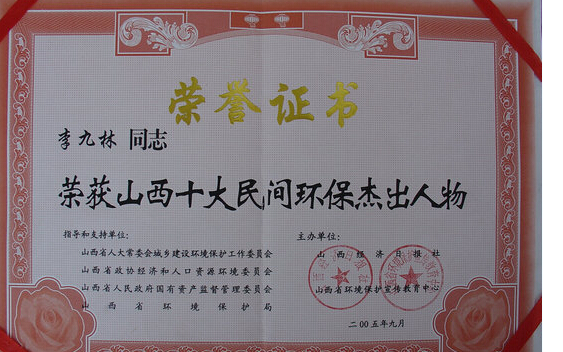 荣誉证书
李九林 同志
荣获山西十大民间环保杰出人物
指导和支持单位:
山西省人大常委会城乡建设环境保护工作委员会
山西省政协经济和人口资源环境委员会
山西省人民政府国有资产监督管理委员会
山西省环境保护局
主办单位:
山西经济日报社
山西省环境保护宣传教育中心
二00五年九月